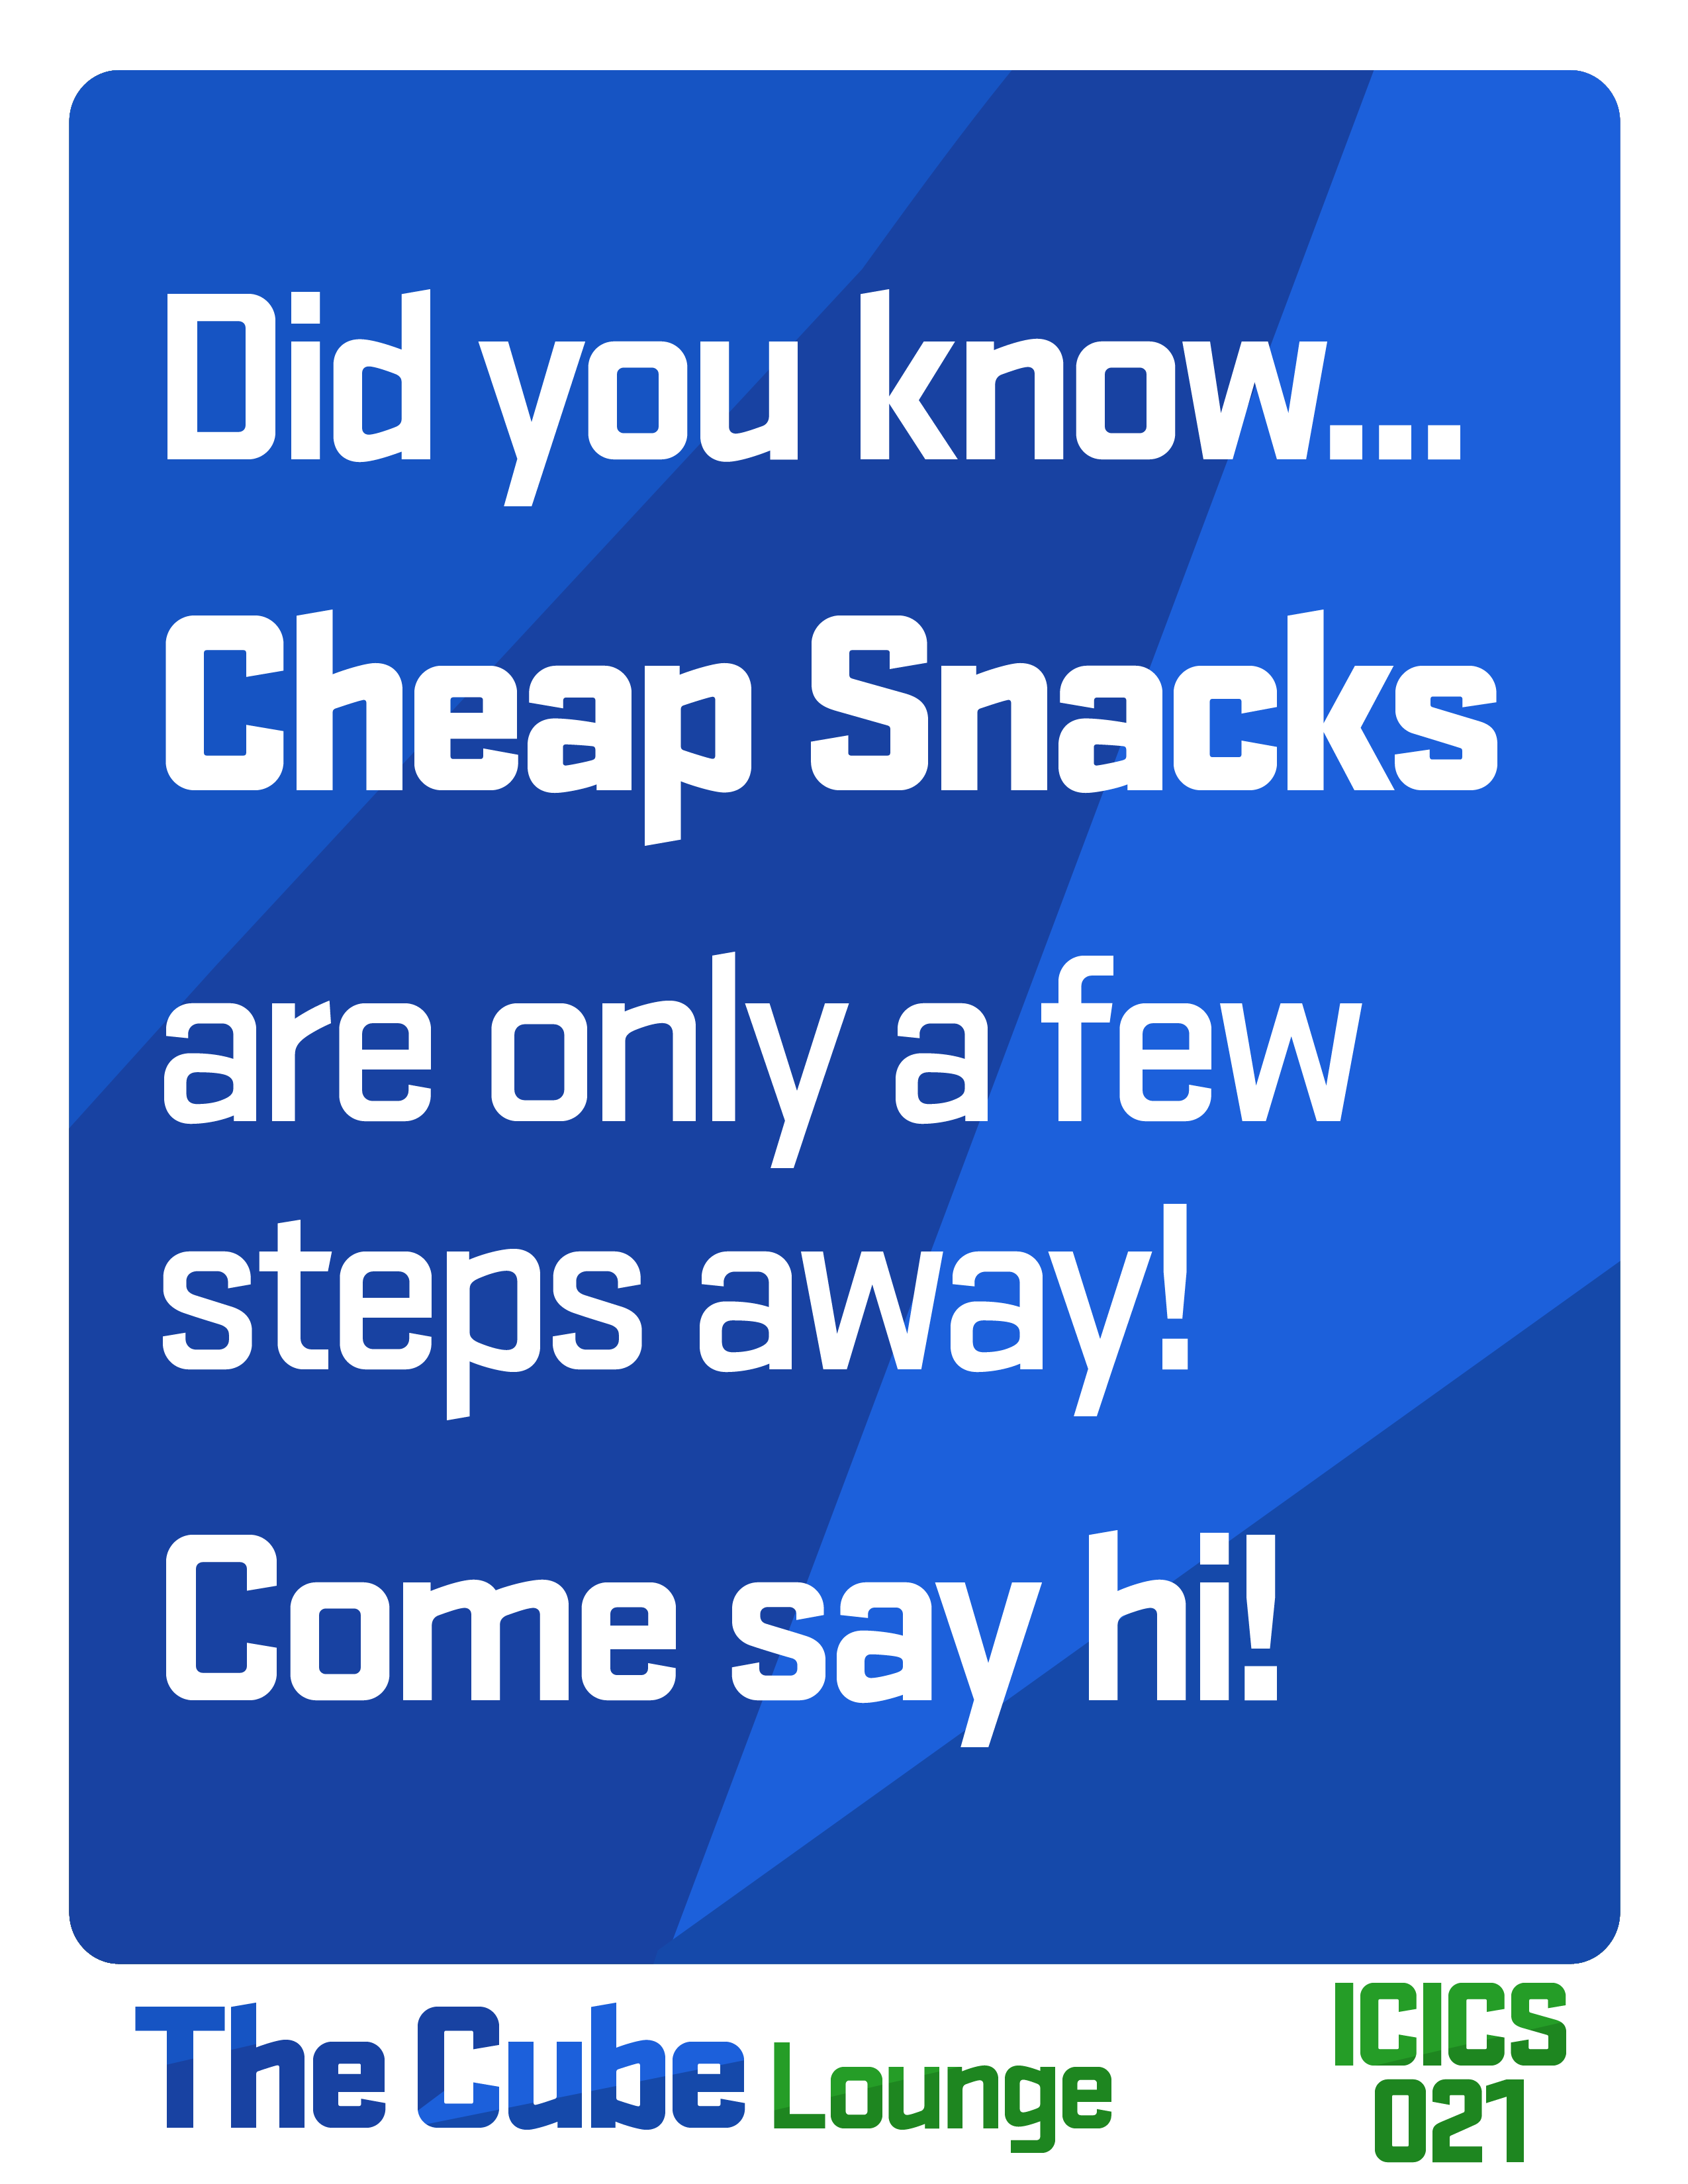 Did you know...
Cheap Snacks
are only a few
steps away!
Come say hi!
The Cube Lounge
ICICS
021